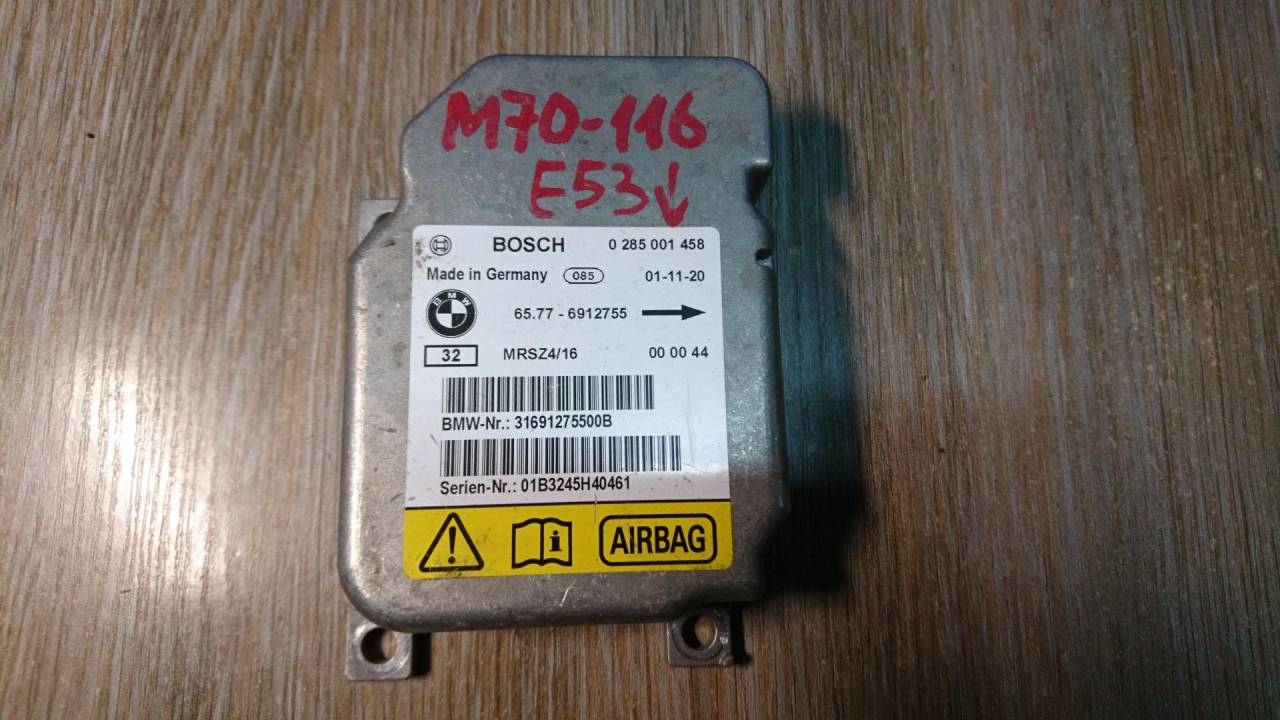 M70-116
E53↓
BOSCH 0 285 001 458
Made in Germany 085 01-11-20
BMW 65.77 - 6912755 →
32 MRSZ4/16 00 00 44
BMW-Nr.: 31691275500B
Serien-Nr.: 01B3245H40461
AIRBAG